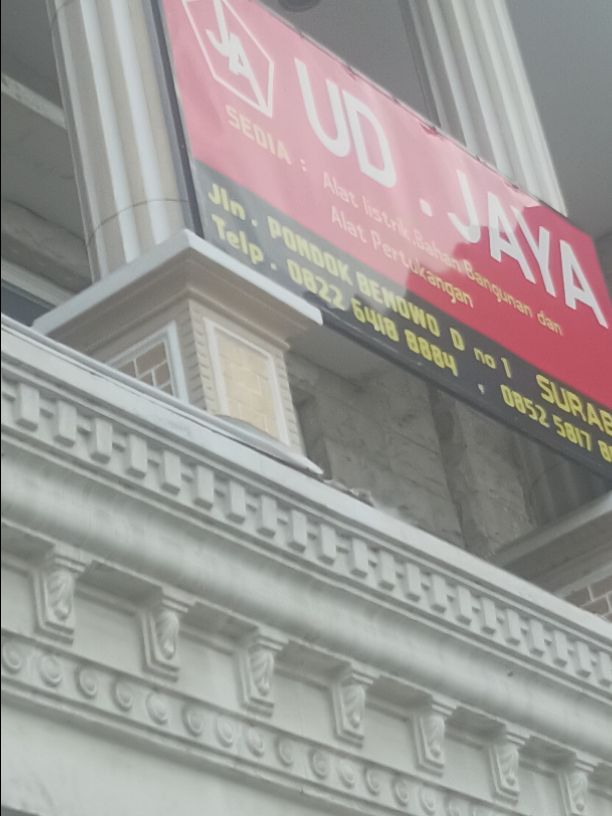 JA
UD . JAYA
SEDIA : Alat listrik, Bahan Bangunan dan
Alat Pertukangan
Jln . PONDOK BENOWO D no 1 SURAB
Telp . 0822 6418 8884 , 0852 5817